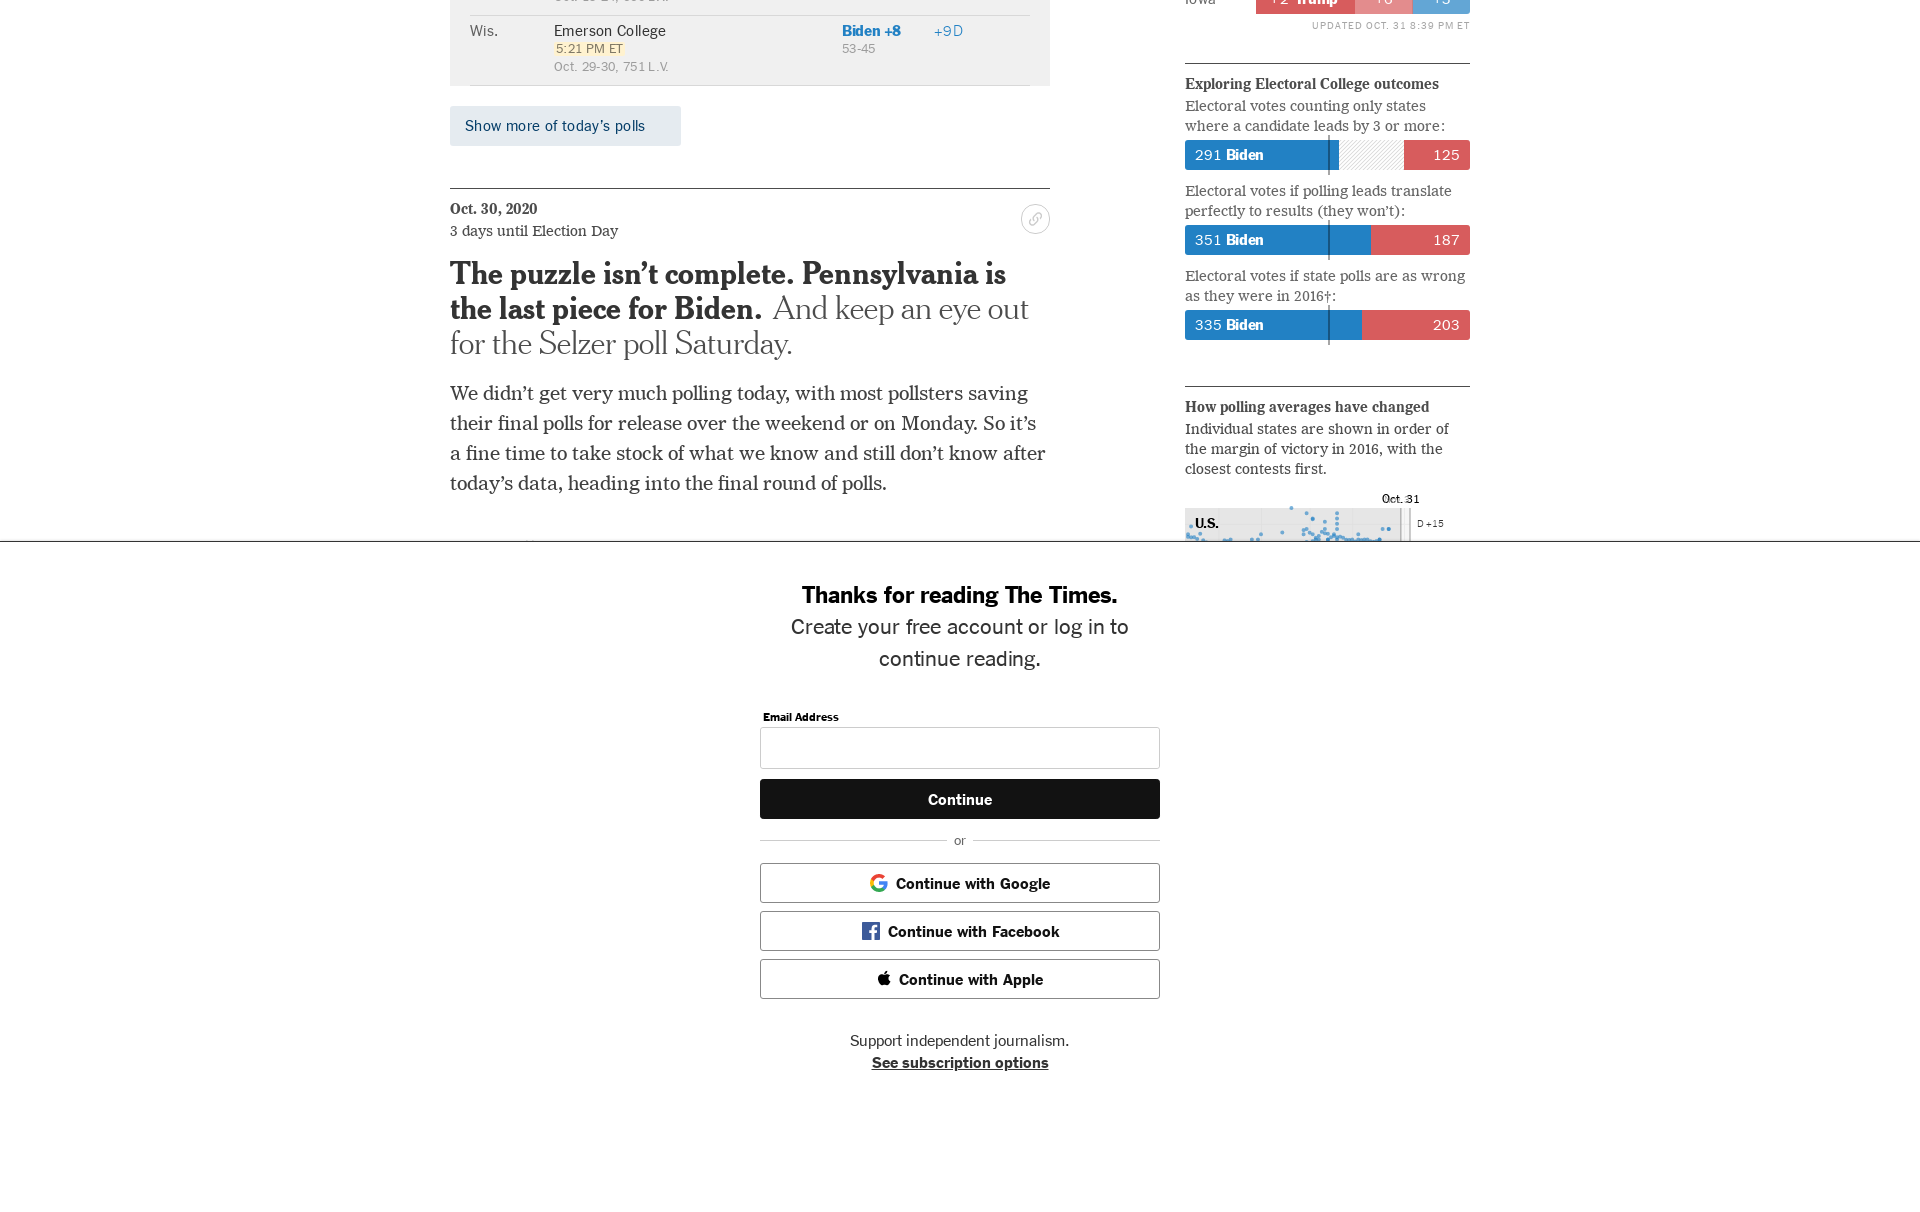 Wis.
Emerson College
Biden +8
+9 D
5:21 PM ET
53-45
Oct. 29-30, 751 L.V.
Show more of today’s polls
Oct. 30, 2020
3 days until Election Day
The puzzle isn’t complete. Pennsylvania is
the last piece for Biden. And keep an eye out
for the Selzer poll Saturday.
We didn’t get very much polling today, with most pollsters saving
their final polls for release over the weekend or on Monday. So it’s
a fine time to take stock of what we know and still don’t know after
today’s data, heading into the final round of polls.
Iowa
+2 Trump
+6
+5
UPDATED OCT. 31 8:39 PM ET
Exploring Electoral College outcomes
Electoral votes counting only states
where a candidate leads by 3 or more:
291 Biden
125
Electoral votes if polling leads translate
perfectly to results (they won’t):
351 Biden
187
Electoral votes if state polls are as wrong
as they were in 2016†:
335 Biden
203
How polling averages have changed
Individual states are shown in order of
the margin of victory in 2016, with the
closest contests first.
Oct. 31
U.S.
D +15
Thanks for reading The Times.
Create your free account or log in to
continue reading.
Email Address
Continue
or
Continue with Google
Continue with Facebook
Continue with Apple
Support independent journalism.
See subscription options